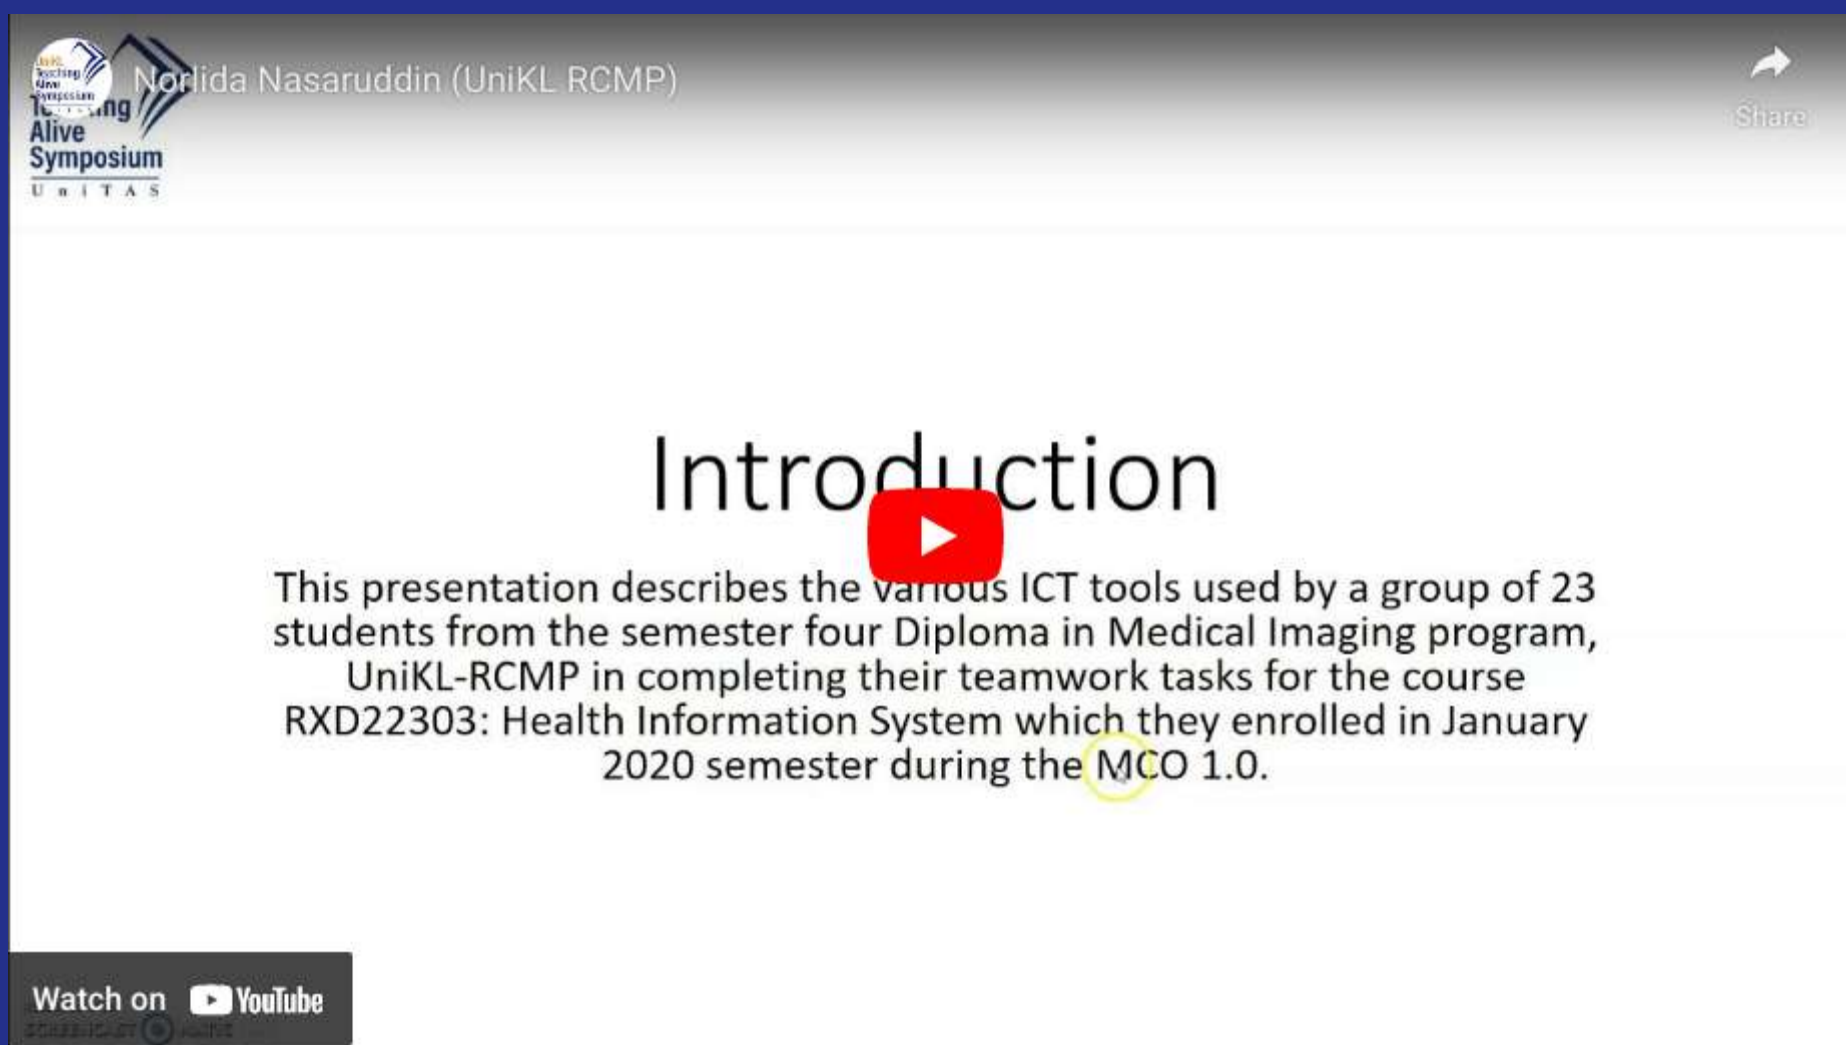 Norlida Nasaruddin (UniKL RCMP)
Share
Alive
Symposium
UniTAS
Introduction
This presentation describes the various ICT tools used by a group of 23
students from the semester four Diploma in Medical Imaging program,
UniKL-RCMP in completing their teamwork tasks for the course
RXD22303: Health Information System which they enrolled in January
2020 semester during the MCO 1.0.
Watch on YouTube